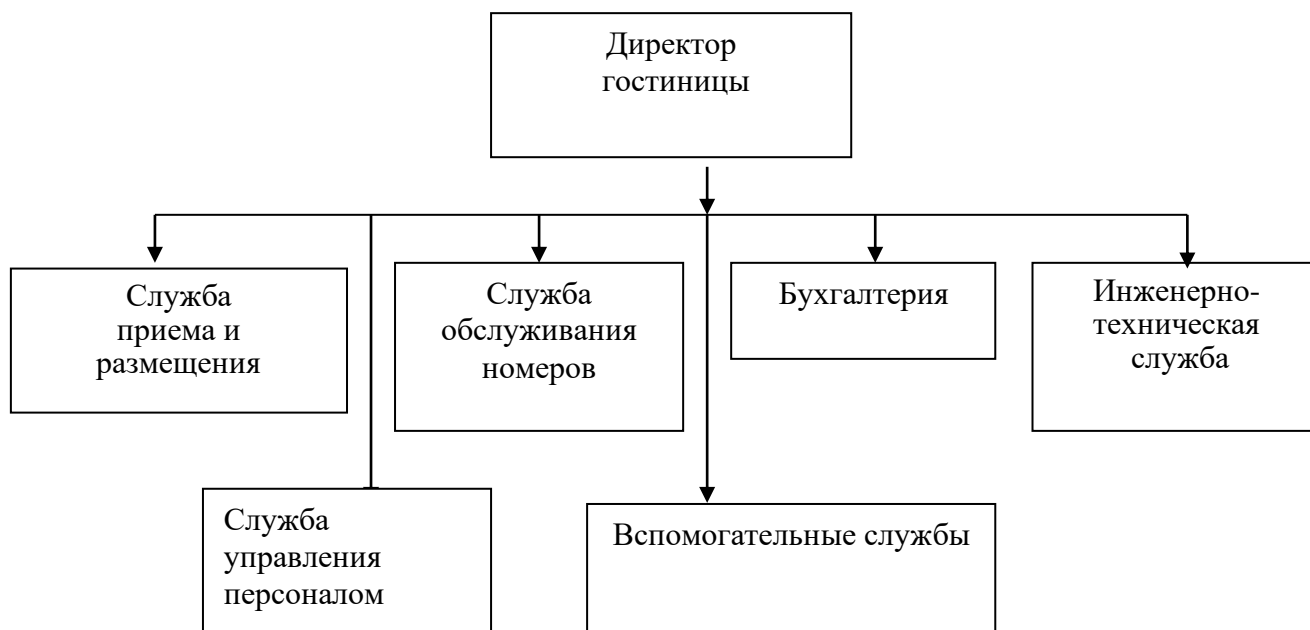 Директор
гостиницы
Служба
приема и
размещения
Служба
обслуживания
номеров
Бухгалтерия
Инженерно-
техническая
служба
Служба
управления
персоналом
Вспомогательные службы